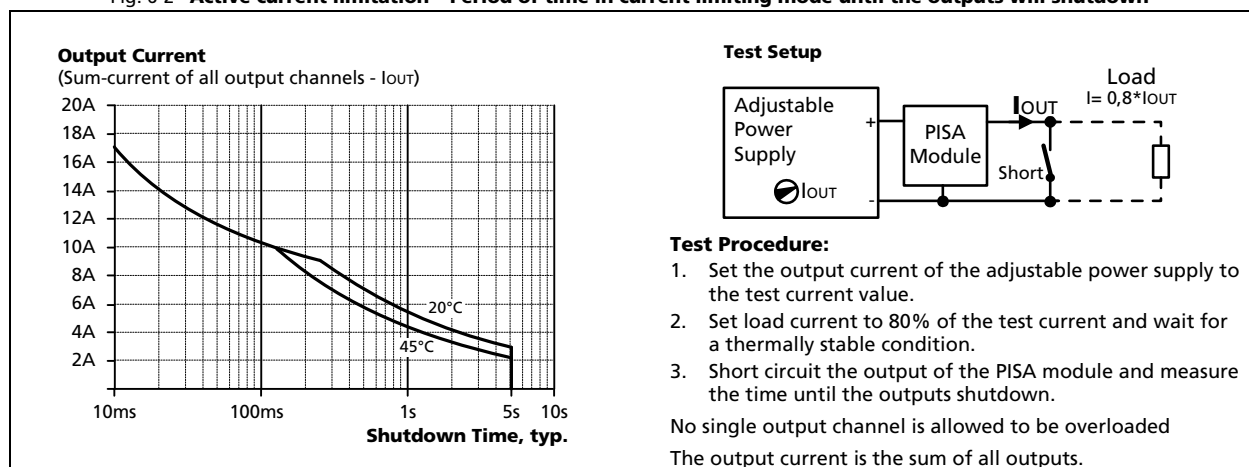 Fig. 6-2 Active current limitation - Period of time in current limiting mode until the outputs will shutdown
Output Current
(Sum-current of all output channels - IOUT)
20A
18A
16A
14A
12A
10A
8A
6A
4A
2A
20°C
45°C
10ms 100ms 1s 5s 10s
Shutdown Time, typ.
Test Setup
Adjustable
Power
Supply
IOUT
+
-
PISA
Module
IOUT
Short
Load
I= 0,8*IOUT
Test Procedure:
1. Set the output current of the adjustable power supply to
the test current value.
2. Set load current to 80% of the test current and wait for
a thermally stable condition.
3. Short circuit the output of the PISA module and measure
the time until the outputs shutdown.
No single output channel is allowed to be overloaded
The output current is the sum of all outputs.